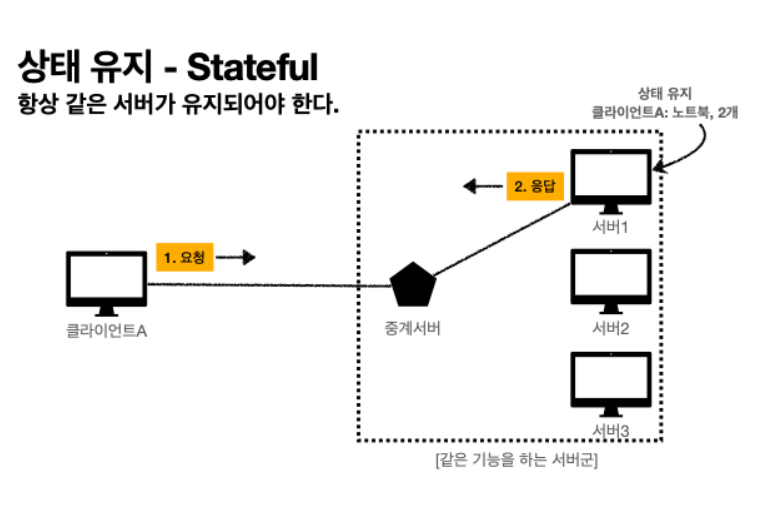 상태 유지 - Stateful
항상 같은 서버가 유지되어야 한다.
상태 유지
클라이언트A: 노트북, 2개
2. 응답
서버1
1. 요청
클라이언트A
중계서버
서버2
서버3
[같은 기능을 하는 서버군]